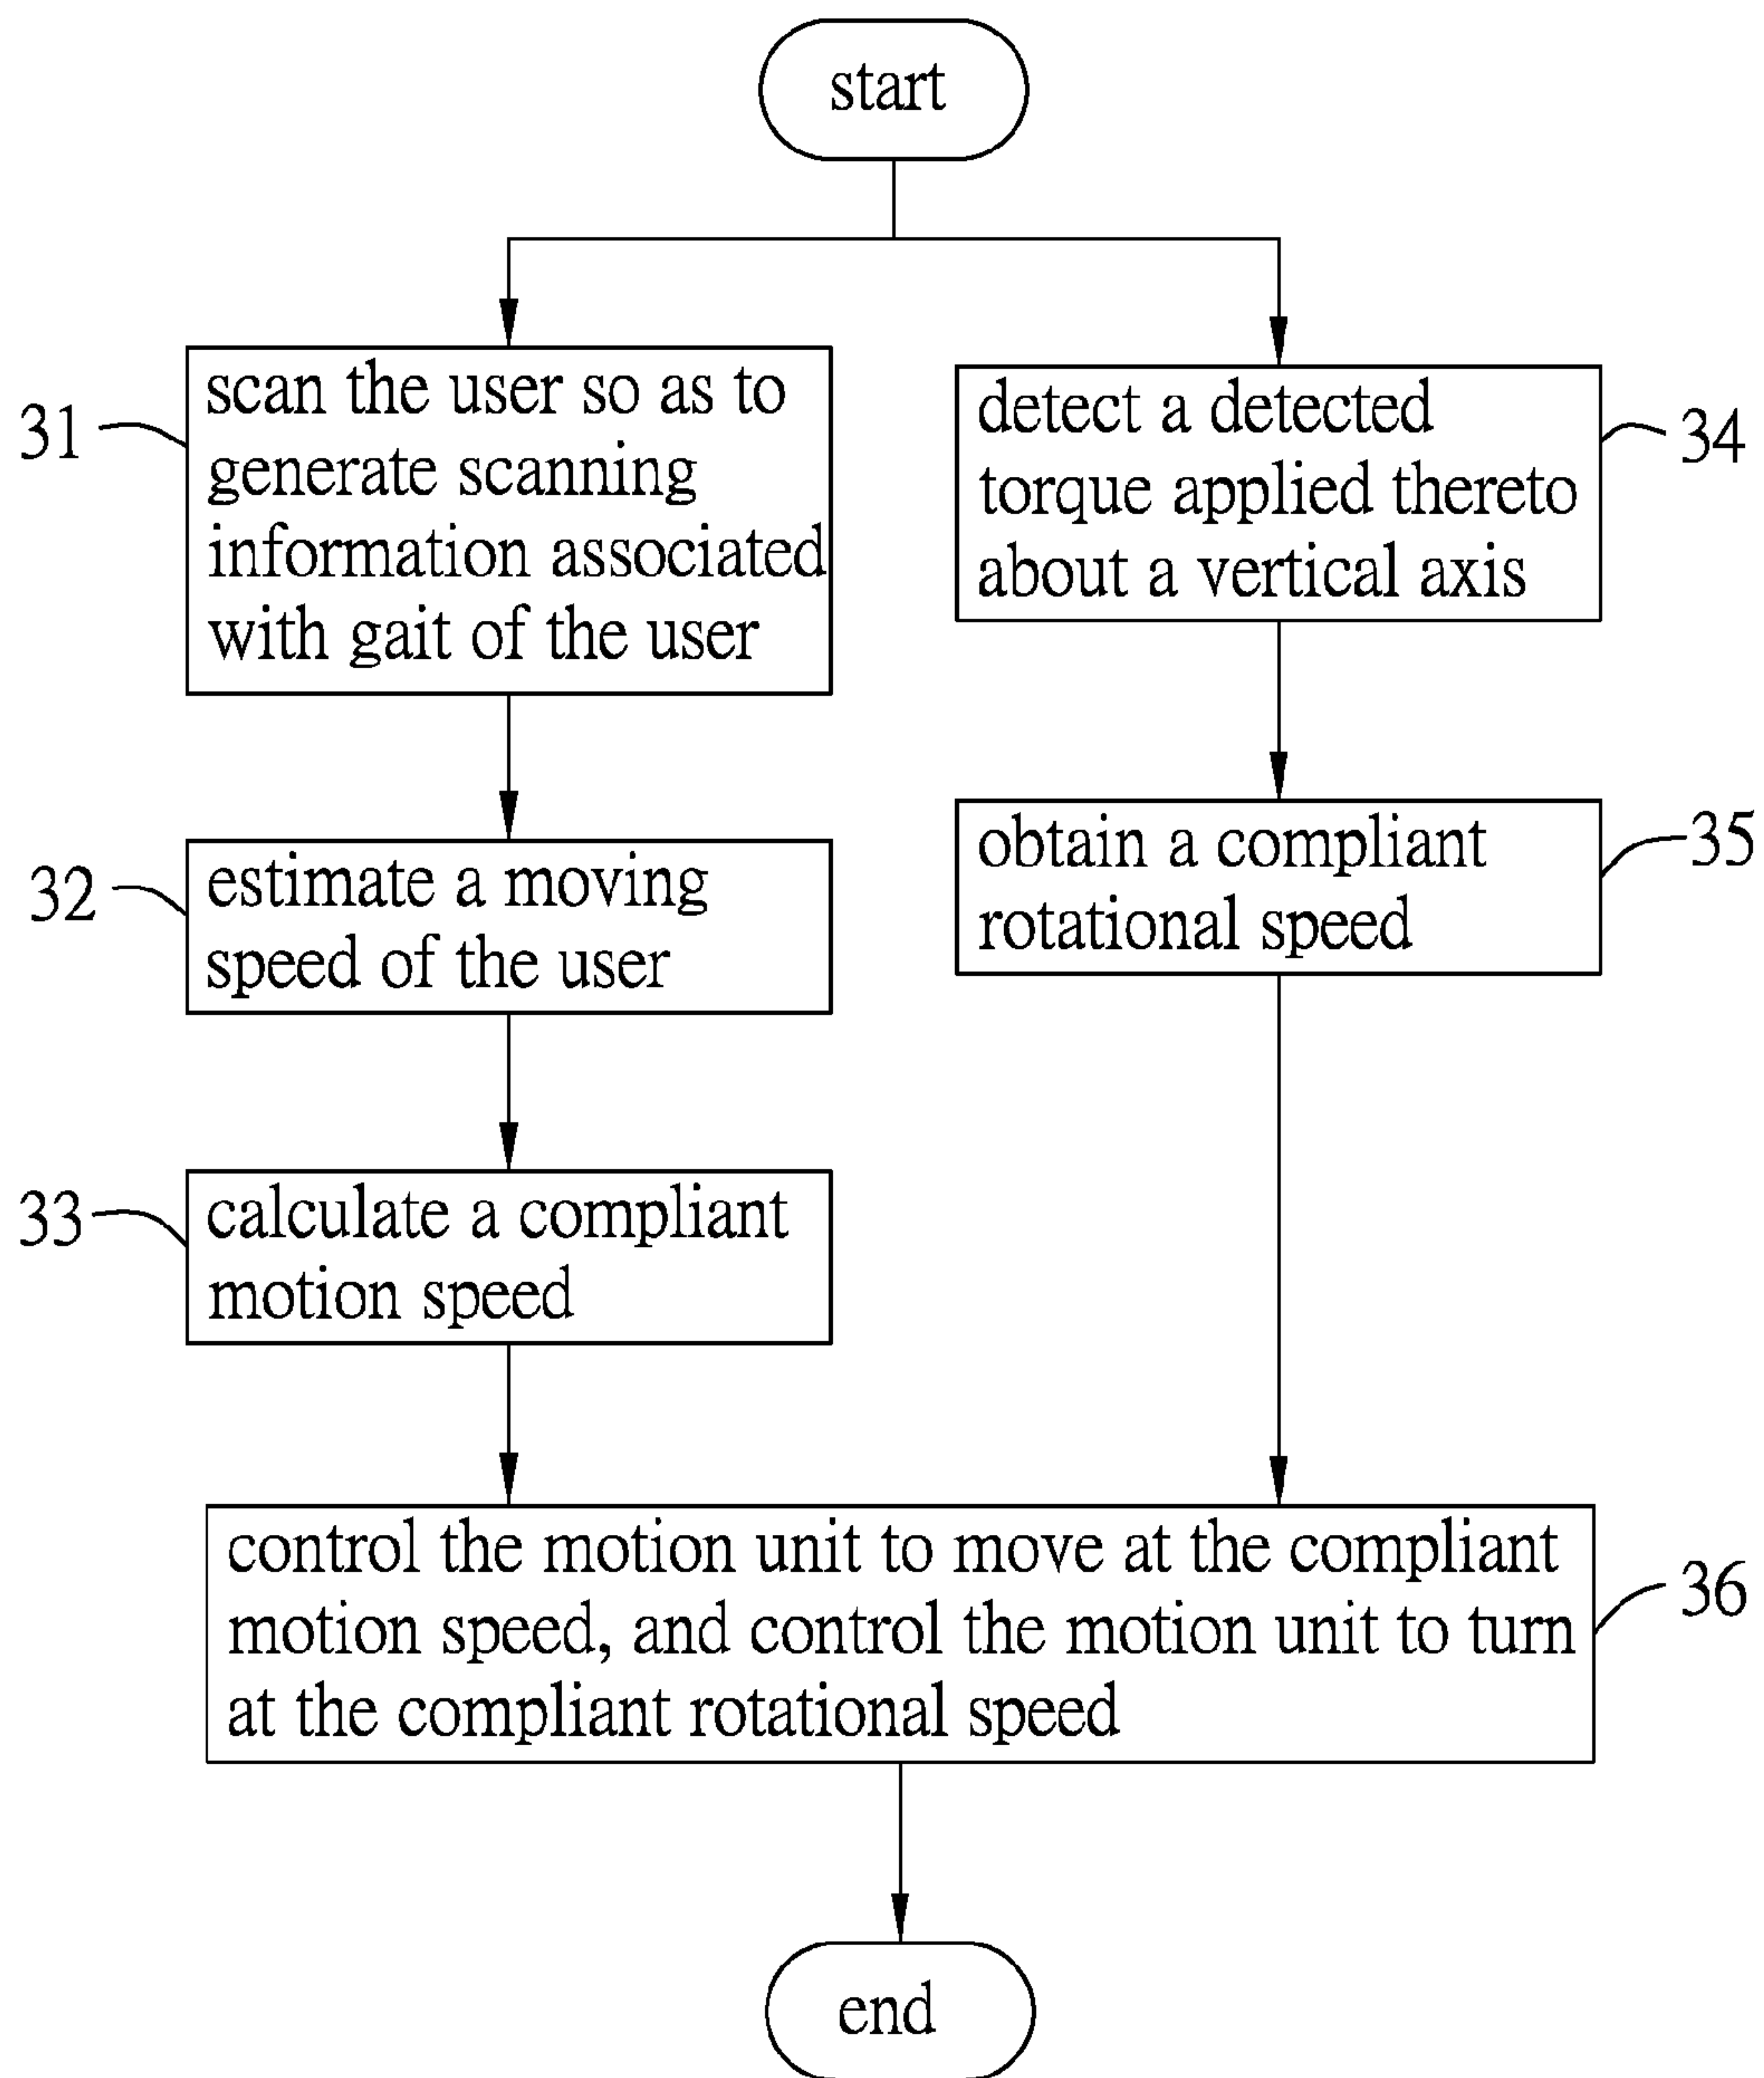 start
31
scan the user so as to
generate scanning
information associated
with gait of the user
34
detect a detected
torque applied thereto
about a vertical axis
32
estimate a moving
speed of the user
35
obtain a compliant
rotational speed
33
calculate a compliant
motion speed
36
control the motion unit to move at the compliant
motion speed, and control the motion unit to turn
at the compliant rotational speed
end